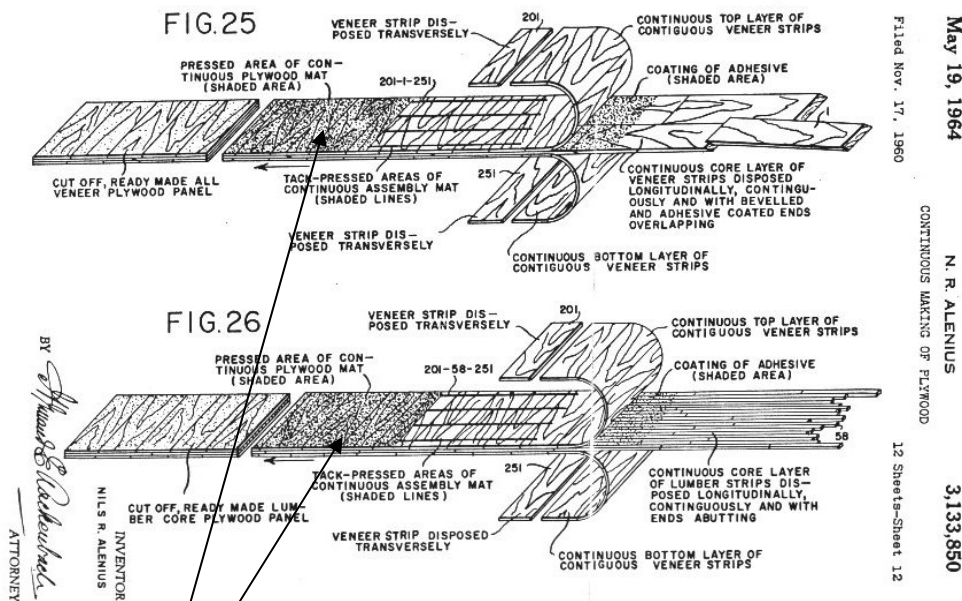 FIG.25
VENEER STRIP DIS-
POSED TRANSVERSELY
201
CONTINUOUS TOP LAYER OF
CONTIGUOUS VENEER STRIPS
PRESSED AREA OF CON-
TINUOUS PLYWOOD MAT
(SHADED AREA)
201-1-251
COATING OF ADHESIVE
(SHADED AREA)
1
CUT OFF, READY MADE ALL
VENEER PLYWOOD PANEL
TACK-PRESSED AREAS OF
CONTINUOUS ASSEMBLY MAT
(SHADED LINES)
251
CONTINUOUS CORE LAYER OF
VENEER STRIPS DISPOSED
LONGITUDINALLY, CONTINGU-
OUSLY AND WITH BEVELLED
AND ADHESIVE COATED ENDS
OVERLAPPING
VENEER STRIP DIS-
POSED TRANSVERSELY
CONTINUOUS BOTTOM LAYER OF
CONTIGUOUS VENEER STRIPS
FIG.26
VENEER STRIP DIS-
POSED TRANSVERSELY
201
CONTINUOUS TOP LAYER OF
CONTIGUOUS VENEER STRIPS
PRESSED AREA OF CON-
TINUOUS PLYWOOD MAT
(SHADED AREA)
201-58-251
COATING OF ADHESIVE
(SHADED AREA)
58
CUT OFF, READY MADE LUM-
BER CORE PLYWOOD PANEL
TACK-PRESSED AREAS OF
CONTINUOUS ASSEMBLY MAT
(SHADED LINES)
251
CONTINUOUS CORE LAYER
OF LUMBER STRIPS DIS-
POSED LONGITUDINALLY,
CONTINGUOUSLY AND WITH
ENDS ABUTTING
VENEER STRIP DISPOSED
TRANSVERSELY
CONTINUOUS BOTTOM LAYER OF
CONTIGUOUS VENEER STRIPS
May 19, 1964
N. R. ALENIUS
3,133,850
CONTINUOUS MAKING OF PLYWOOD
Filed Nov. 17, 1960
12 Sheets-Sheet 12
INVENTOR
NILS R. ALENIUS
BY
ATTORNEY